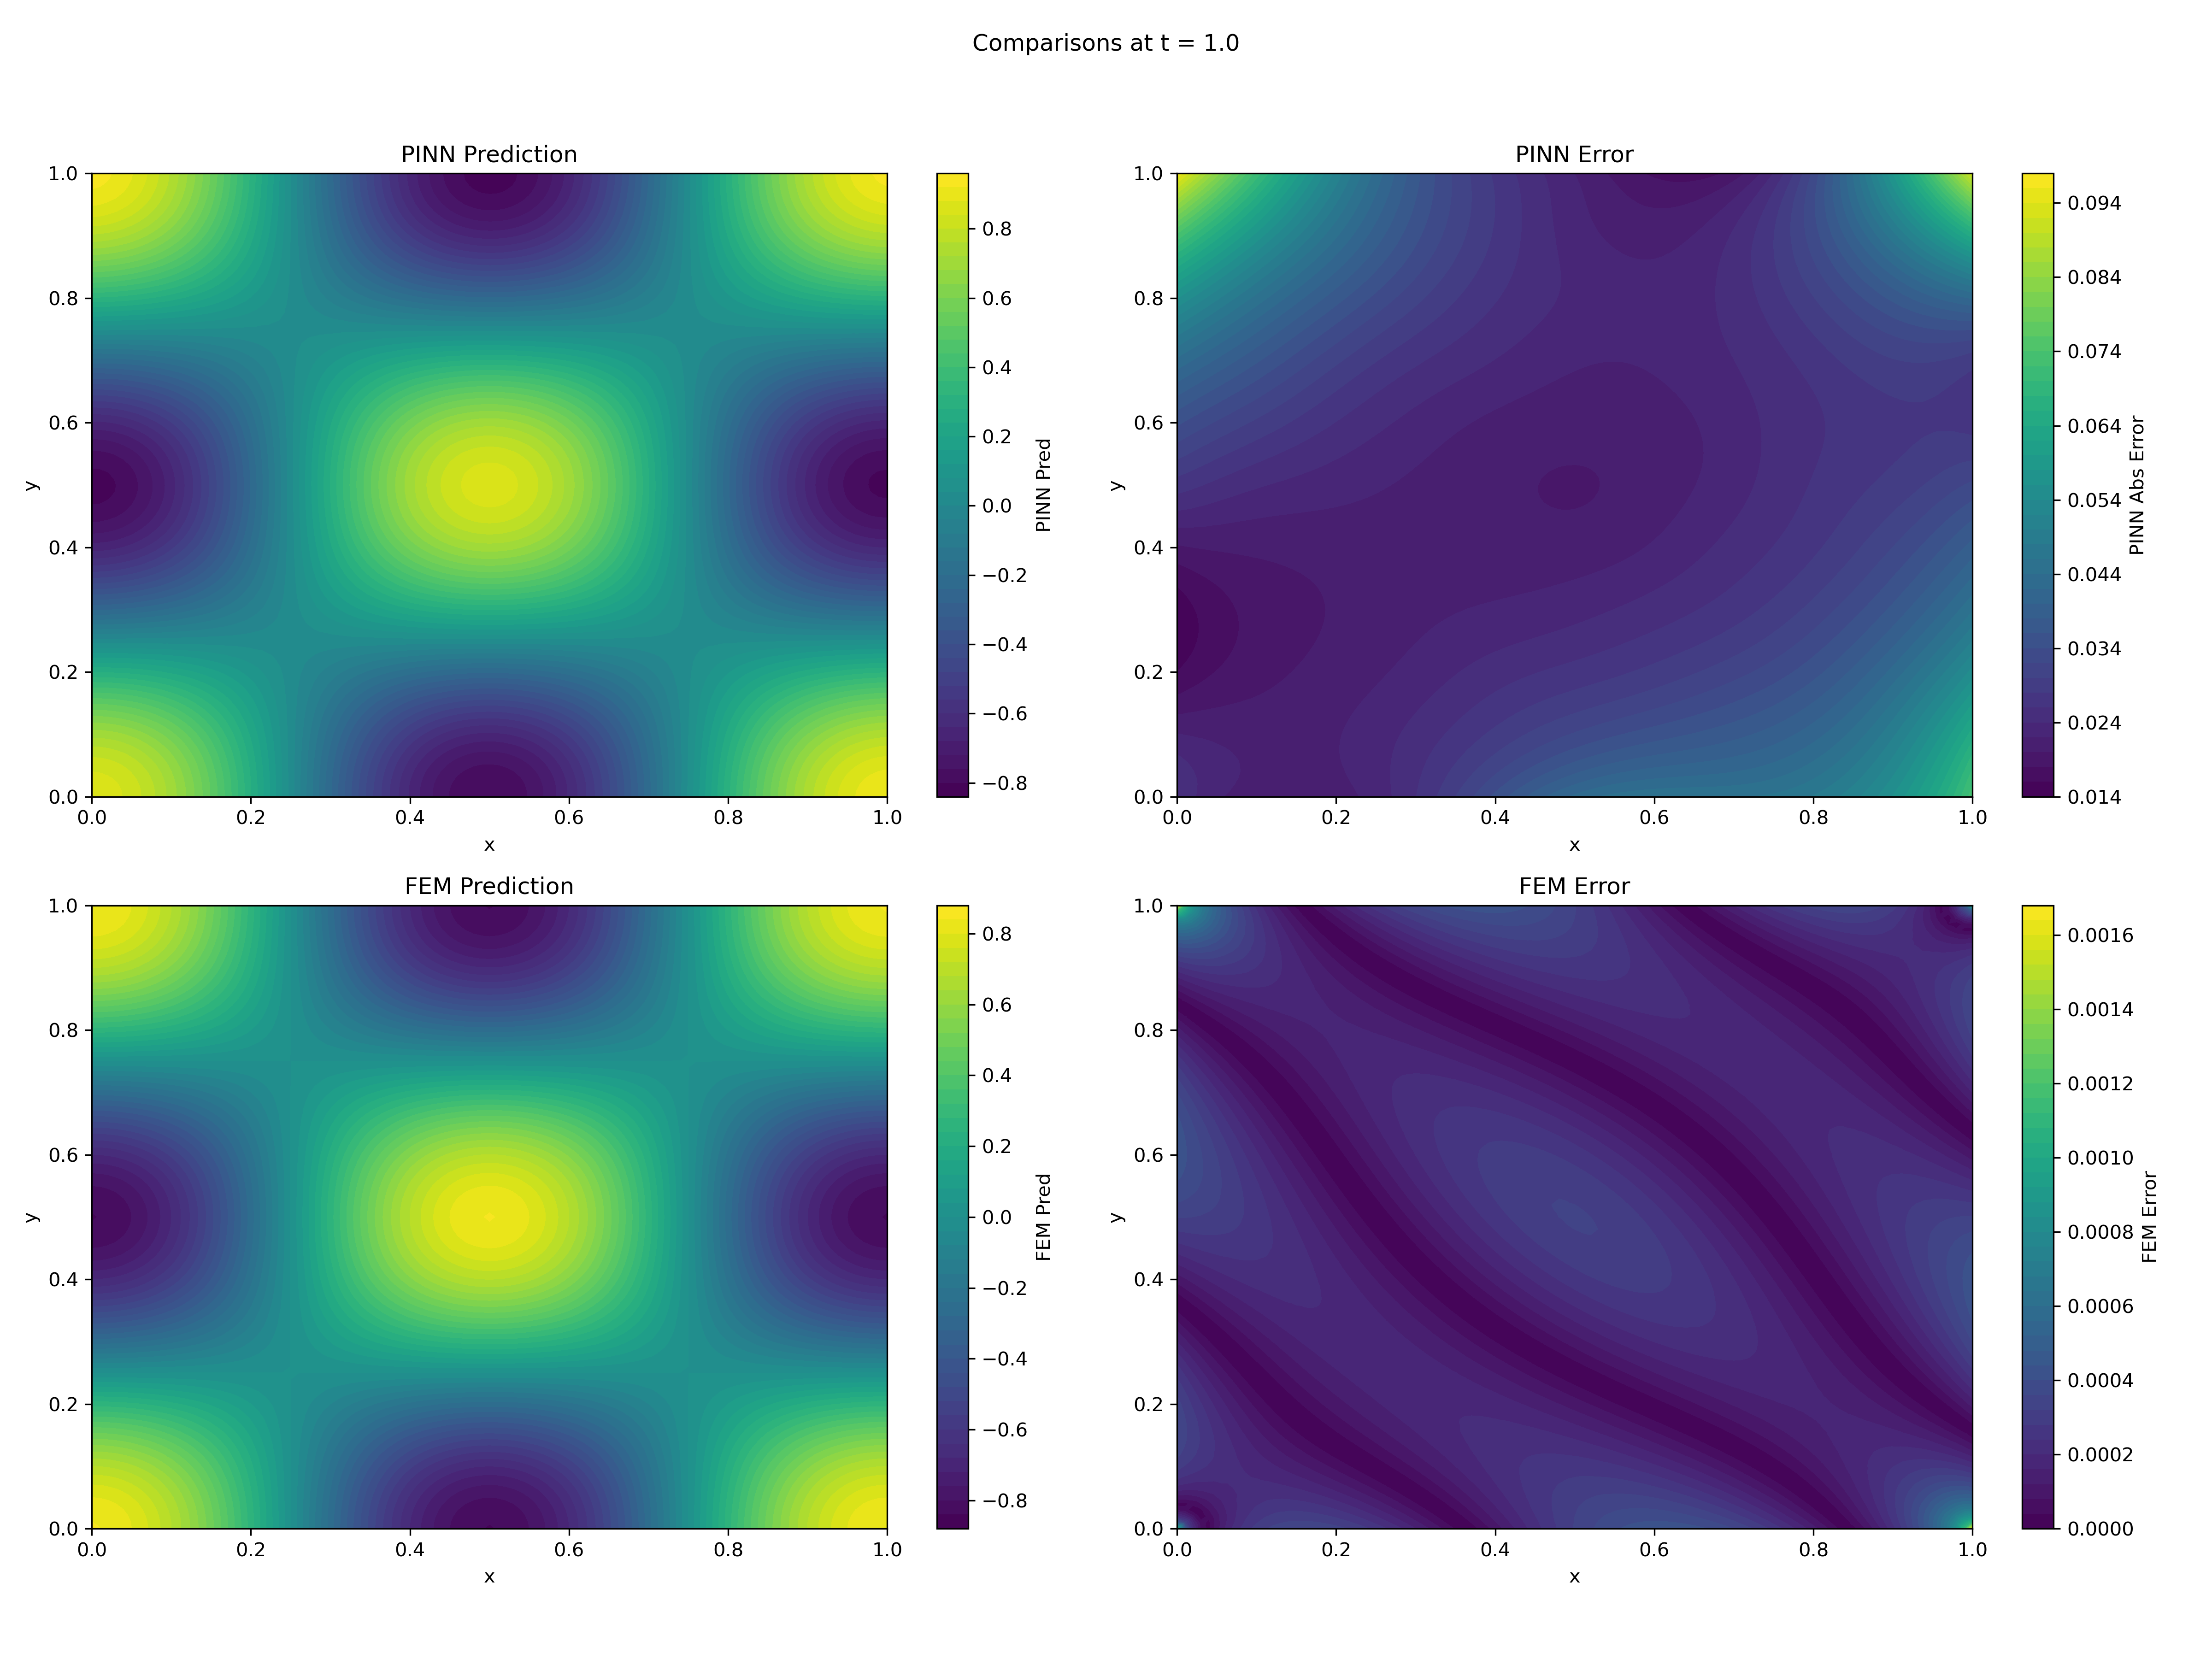 Comparisons at t = 1.0
PINN Prediction
1.0
0.8
0.6
0.4
0.2
0.0
y
0.0 0.2 0.4 0.6 0.8 1.0
x
0.8
0.6
0.4
0.2
0.0
−0.2
−0.4
−0.6
−0.8
PINN Pred
PINN Error
1.0
0.8
0.6
0.4
0.2
0.0
y
0.0 0.2 0.4 0.6 0.8 1.0
x
0.094
0.084
0.074
0.064
0.054
0.044
0.034
0.024
0.014
PINN Abs Error
FEM Prediction
1.0
0.8
0.6
0.4
0.2
0.0
y
0.0 0.2 0.4 0.6 0.8 1.0
x
0.8
0.6
0.4
0.2
0.0
−0.2
−0.4
−0.6
−0.8
FEM Pred
FEM Error
1.0
0.8
0.6
0.4
0.2
0.0
y
0.0 0.2 0.4 0.6 0.8 1.0
x
0.0016
0.0014
0.0012
0.0010
0.0008
0.0006
0.0004
0.0002
0.0000
FEM Error